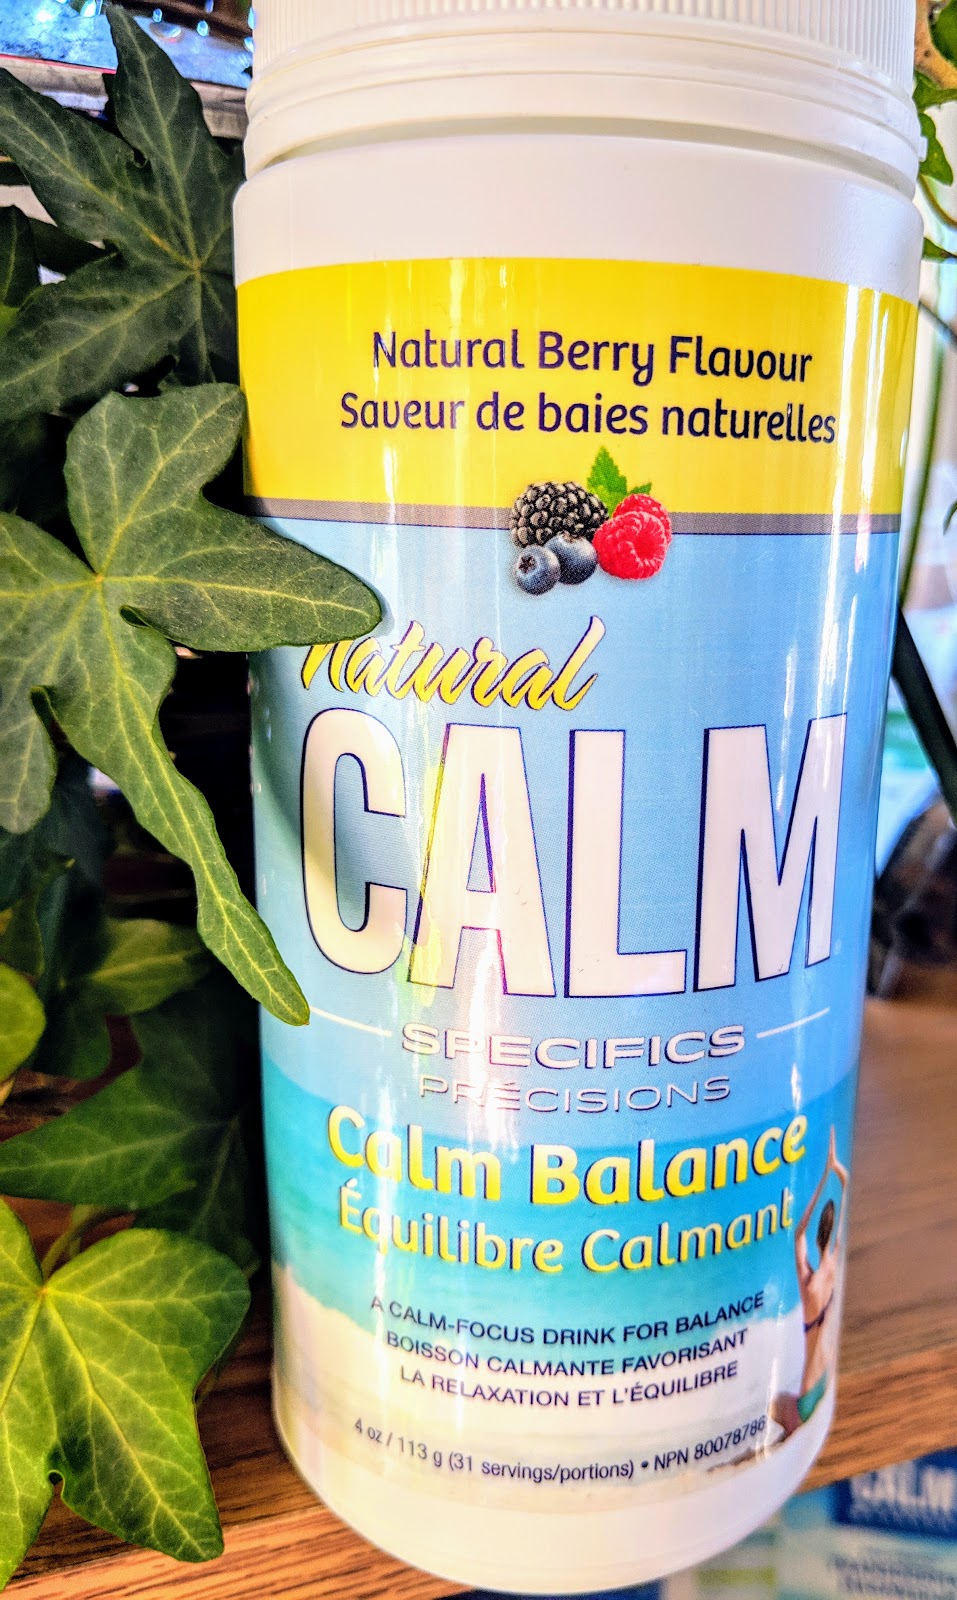 Natural Berry Flavour
Saveur de baies naturelles
Natural
CALM
SPECIFICS
PRÉCISIONS
Calm Balance
Équilibre Calmant
A CALM-FOCUS DRINK FOR BALANCE
BOISSON CALMANTE FAVORISANT
LA RELAXATION ET L'ÉQUILIBRE
4 oz / 113 g (31 servings/portions) • NPN 80078786
CALM